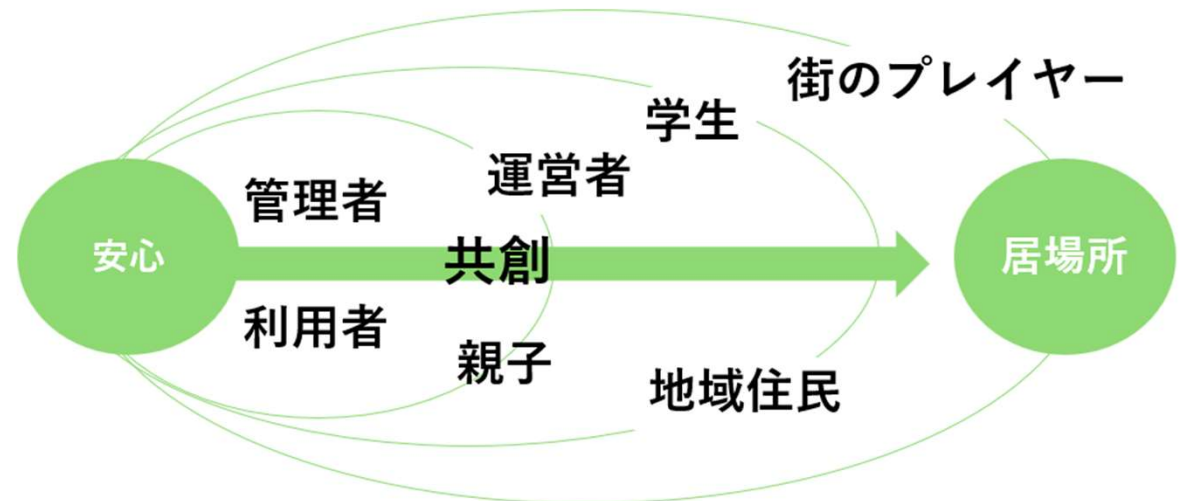 街のプレイヤー
学生
運営者
管理者
安心
共創
居場所
利用者
親子
地域住民